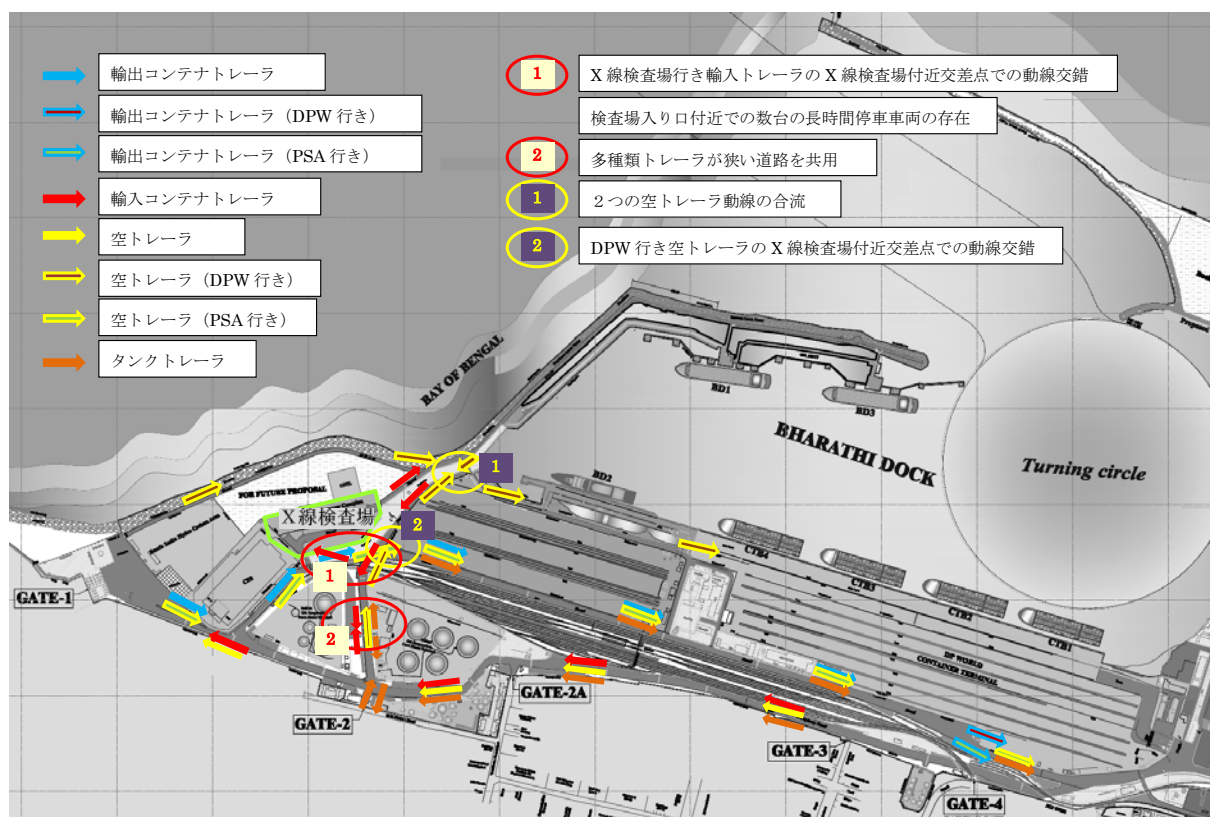 輸出コンテナトレーラ
輸出コンテナトレーラ（DPW 行き）
輸出コンテナトレーラ（PSA 行き）
輸入コンテナトレーラ
空トレーラ
空トレーラ（DPW 行き）
空トレーラ（PSA 行き）
タンクトレーラ
1 X 線検査場行き輸入トレーラの X 線検査場付近交差点での動線交錯
検査場入り口付近での数台の長時間停車車両の存在
2 多種類トレーラが狭い道路を共用
1 ２つの空トレーラ動線の合流
2 DPW 行き空トレーラの X 線検査場付近交差点での動線交錯
BAY OF BENGAL
BD1
BD3
BHARATHI DOCK
Turning circle
Proposed
1
BD2
FOR FUTURE PROPOSAL
X線検査場
2
CTB4
CTB3
CTB2
CTB1
1
GATE-1
2
DP WORLD
CONTAINER TERMINAL
GATE-2A
GATE-2
GATE-3
GATE-4